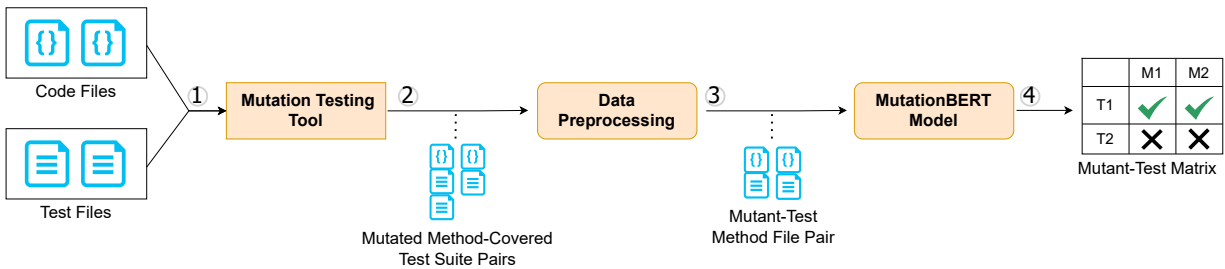 Code Files
Test Files
1
Mutation Testing
Tool
2
Mutated Method-Covered
Test Suite Pairs
Data
Preprocessing
3
Mutant-Test
Method File Pair
MutationBERT
Model
4
M1 M2
T1
T2
Mutant-Test Matrix